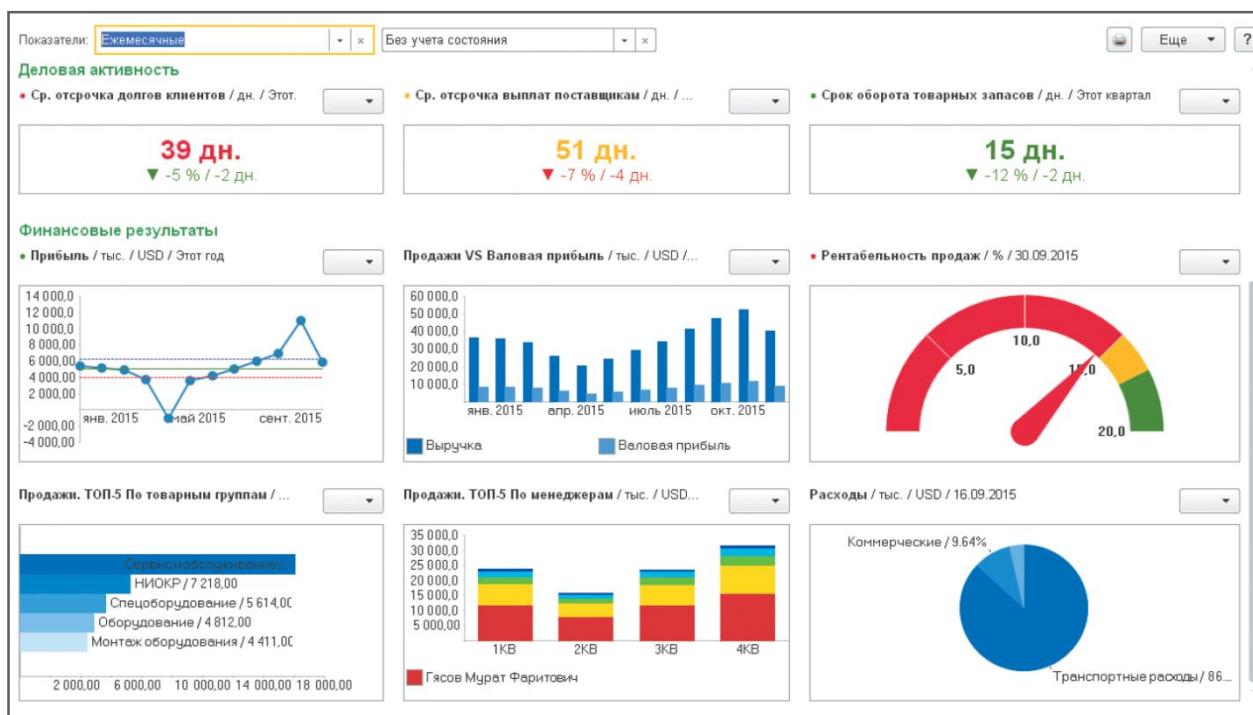 Показатели: Ежемесячные Без учета состояния Еще ?
Деловая активность
Ср. отсрочка долгов клиентов / дн. / Этот.
Ср. отсрочка выплат поставщикам / дн. / ...
Срок оборота товарных запасов / дн. / Этот квартал
39 дн.
▼ -5 % / -2 дн.
51 дн.
▼ -7 % / -4 дн.
15 дн.
▼ -12 % / -2 дн.
Финансовые результаты
Прибыль / тыс. / USD / Этот год
14 000,0
12 000,0
10 000,0
8 000,00
6 000,00
4 000,00
2 000,00
-2 000,00
-4 000,00
янв. 2015 май 2015 сент. 2015
Продажи VS Валовая прибыль / тыс. / USD /...
60 000,0
50 000,0
40 000,0
30 000,0
20 000,0
10 000,0
янв. 2015 апр. 2015 июль 2015 окт. 2015
Выручка Валовая прибыль
Рентабельность продаж / % / 30.09.2015
5,0
10,0
15,0
20,0
Продажи. ТОП-5 По товарным группам / ...
Сервис и обслуживание /...
НИОКР / 7 218,00
Спецоборудование / 5 614,00
Оборудование / 4 812,00
Монтаж оборудования / 4 411,00
2 000,00 6 000,00 10 000,00 14 000,00 18 000,00
Продажи. ТОП-5 По менеджерам / тыс. / USD...
35 000,0
30 000,0
25 000,0
20 000,0
15 000,0
10 000,0
5 000,00
1КВ 2КВ 3КВ 4КВ
Гясов Мурат Фаритович
Расходы / тыс. / USD / 16.09.2015
Коммерческие / 9.64%
Транспортные расходы / 86...